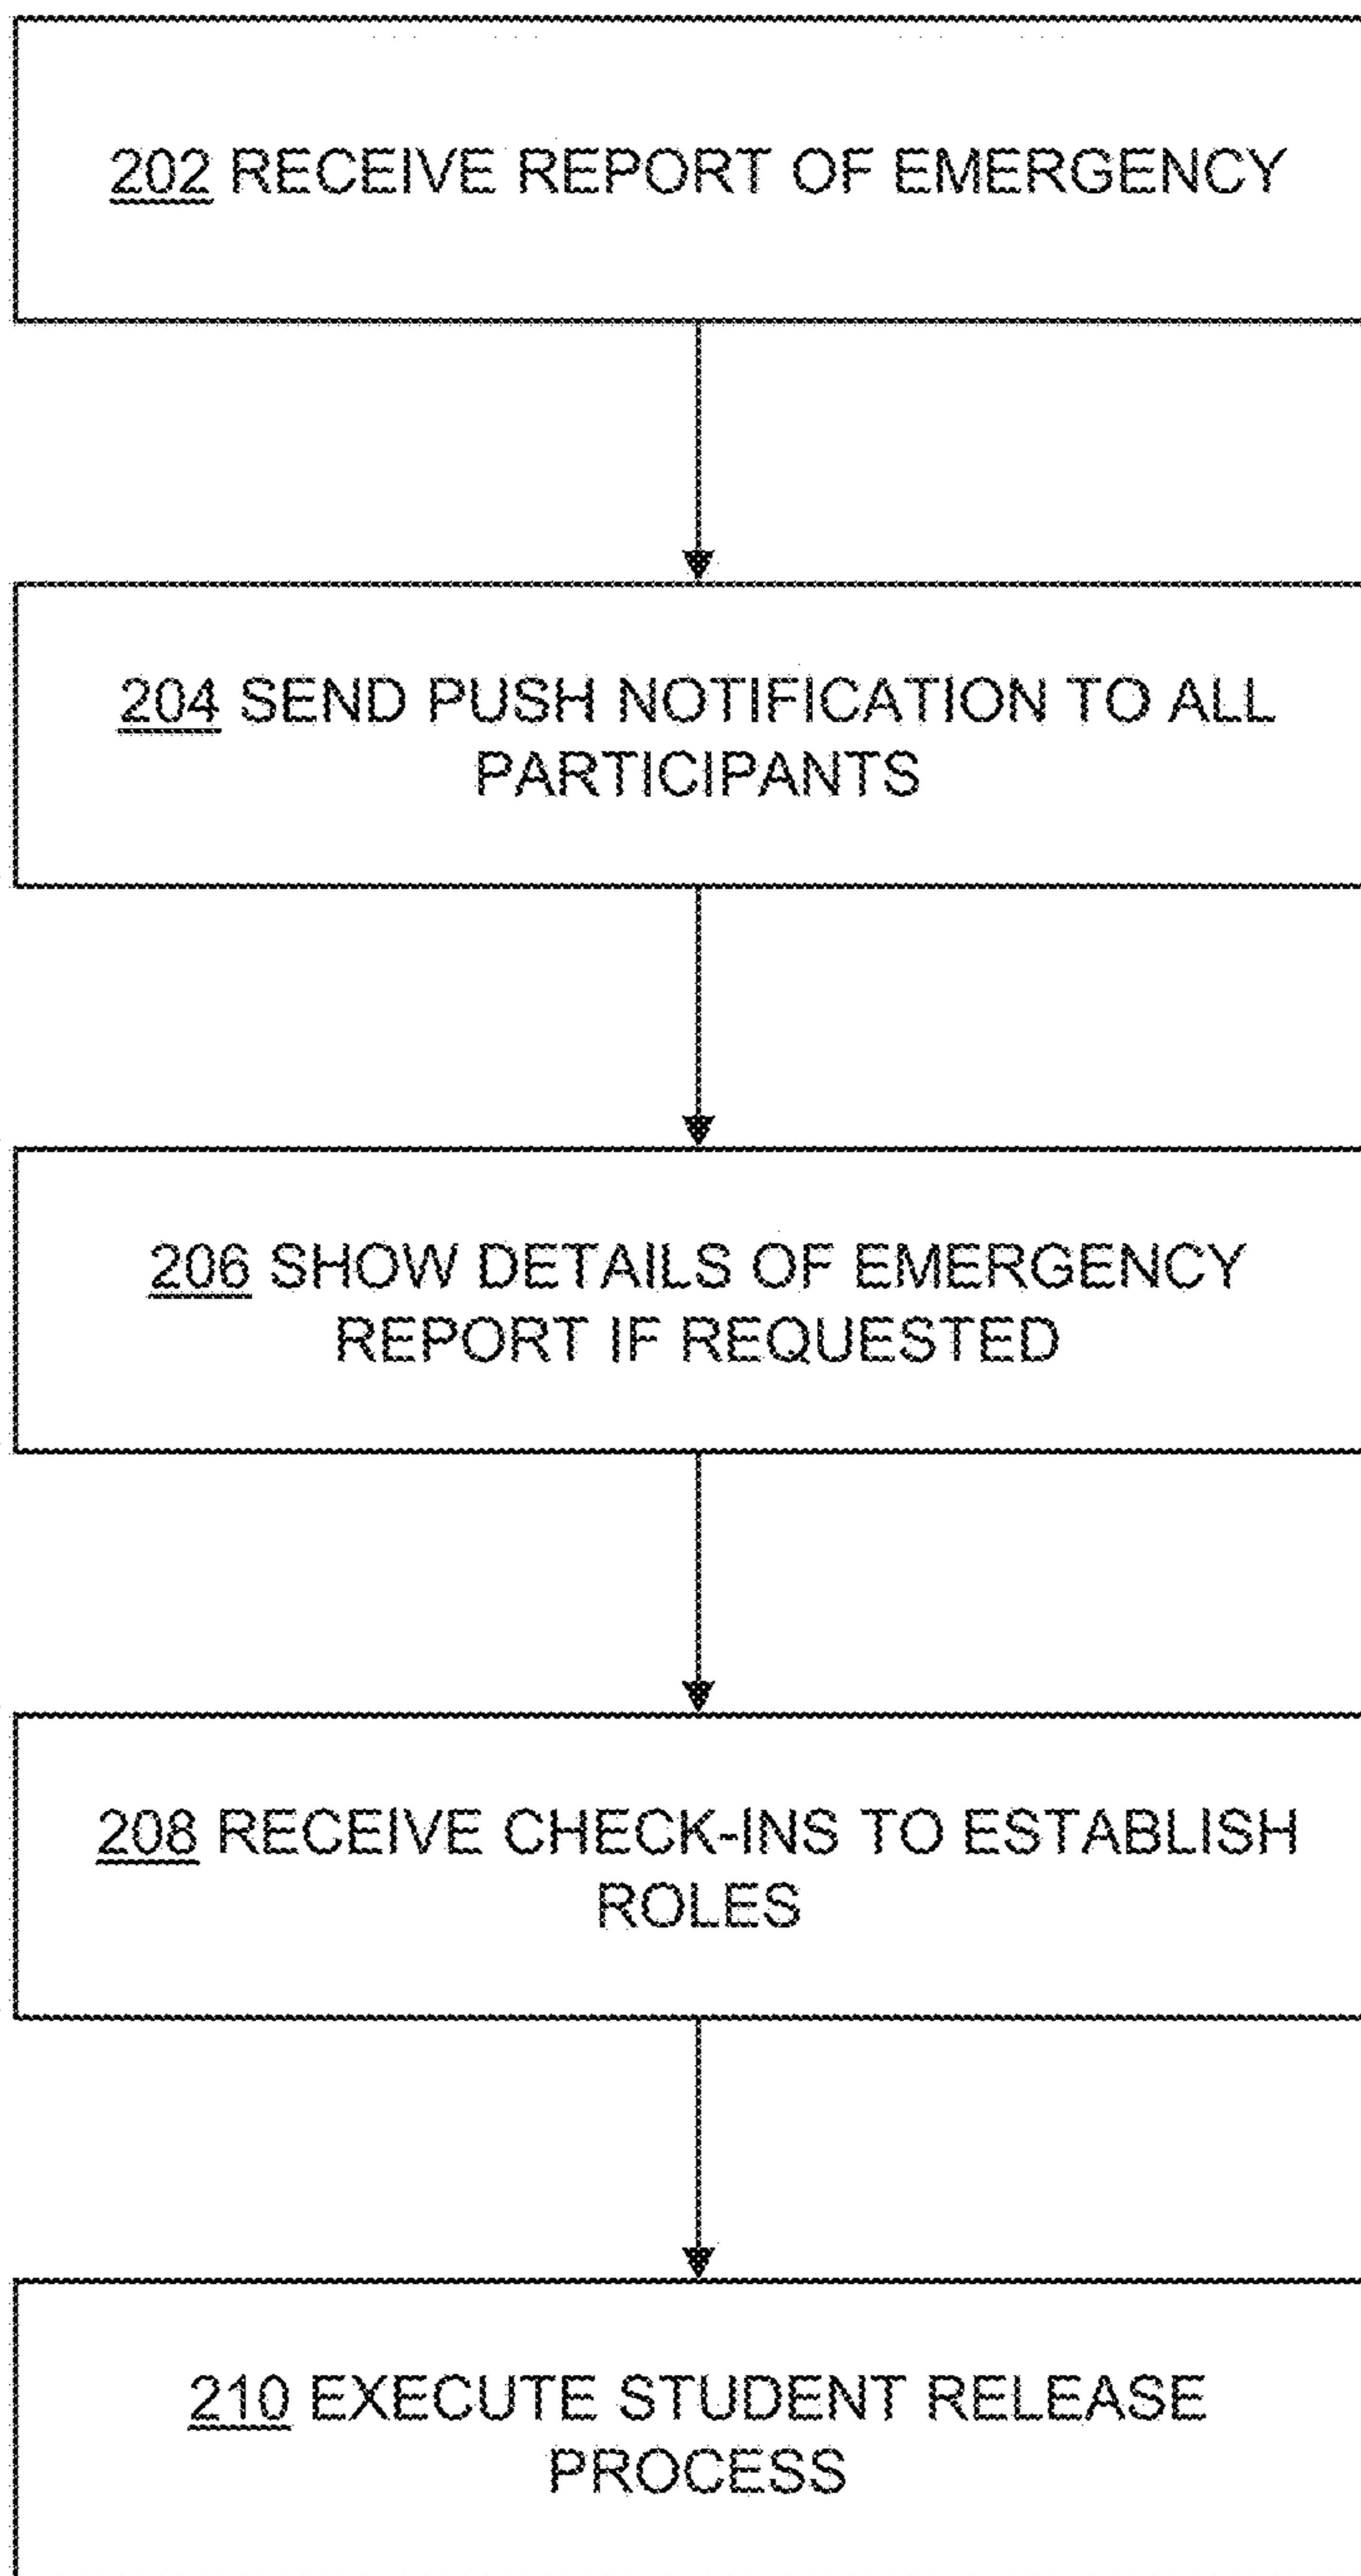 202 RECEIVE REPORT OF EMERGENCY
204 SEND PUSH NOTIFICATION TO ALL
PARTICIPANTS
206 SHOW DETAILS OF EMERGENCY
REPORT IF REQUESTED
208 RECEIVE CHECK-INS TO ESTABLISH
ROLES
210 EXECUTE STUDENT RELEASE
PROCESS